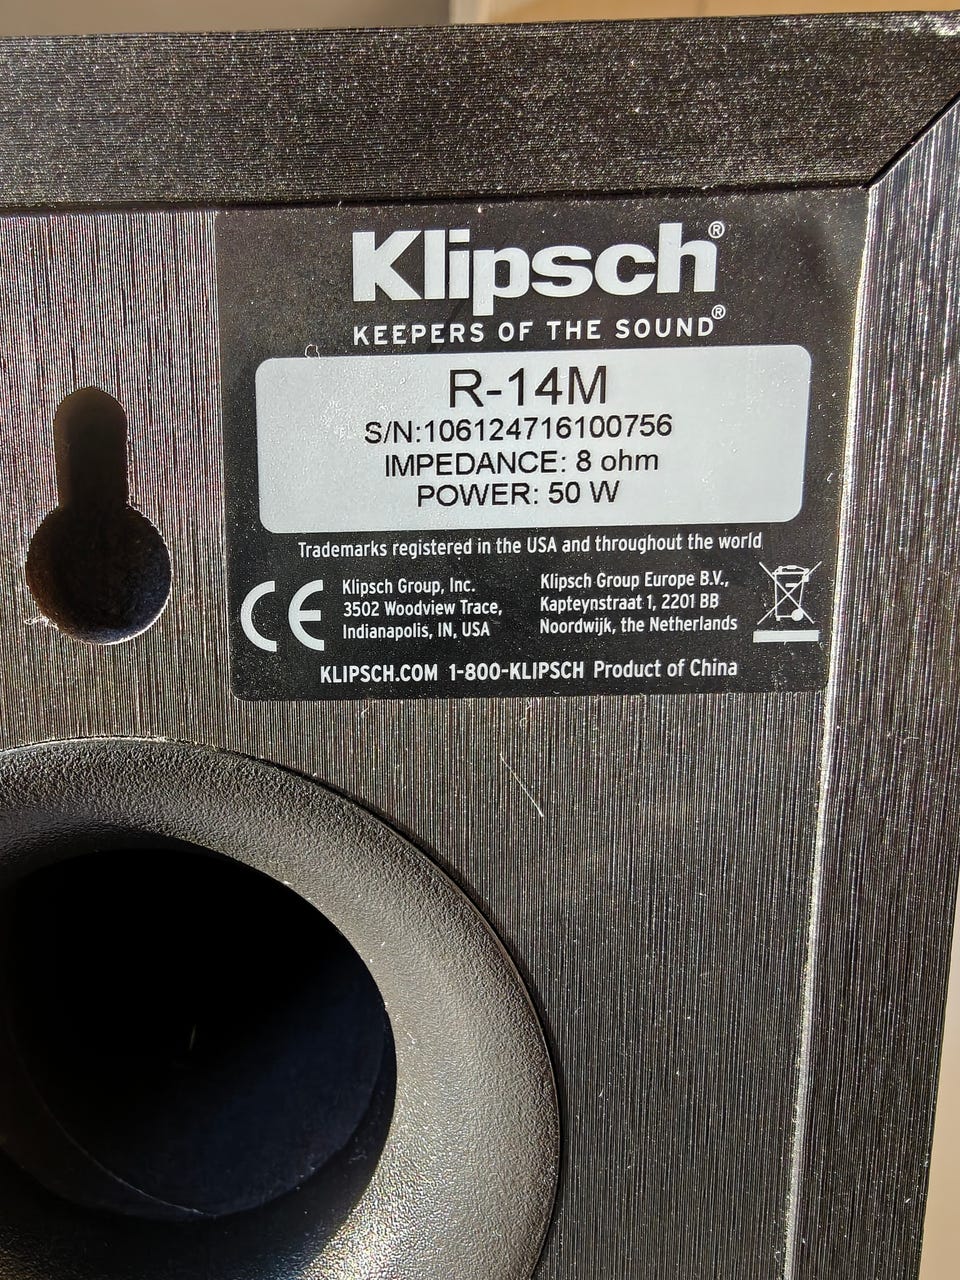 Klipsch®
KEEPERS OF THE SOUND®
R-14M
S/N:106124716100756
IMPEDANCE: 8 ohm
POWER: 50 W
Trademarks registered in the USA and throughout the world
CE
Klipsch Group, Inc.
3502 Woodview Trace,
Indianapolis, IN, USA
Klipsch Group Europe B.V.,
Kapteynstraat 1, 2201 BB
Noordwijk, the Netherlands
KLIPSCH.COM 1-800-KLIPSCH Product of China